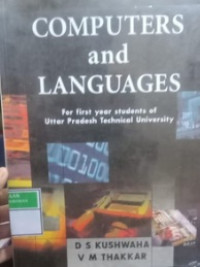 COMPUTERS
and
LANGUAGES
For first year students of
Uttar Pradesh Technical University
D S KUSHWAHA
V M THAKKAR